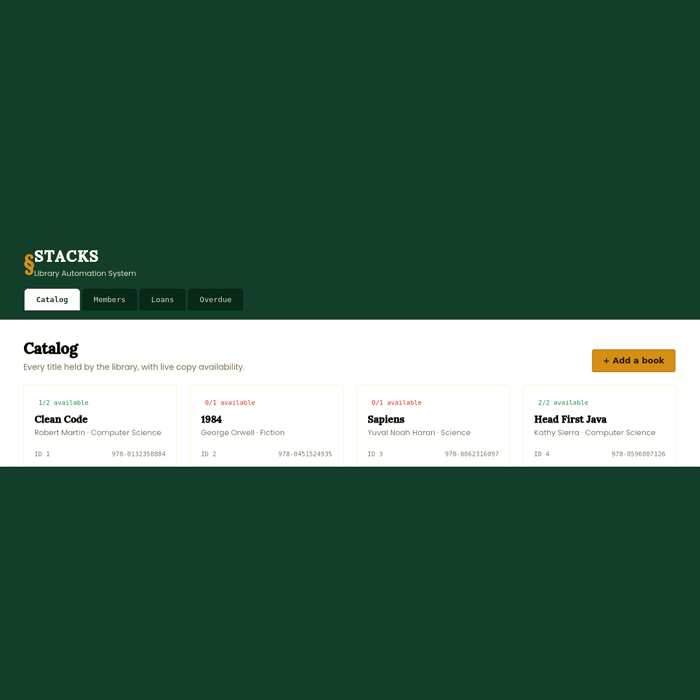 §STACKS
Library Automation System
Catalog Members Loans Overdue
Catalog
Every title held by the library, with live copy availability.
+ Add a book
1/2 available
Clean Code
Robert Martin · Computer Science
ID 1 978-0132350884
0/1 available
1984
George Orwell · Fiction
ID 2 978-0451524935
0/1 available
Sapiens
Yuval Noah Harari · Science
ID 3 978-0062316097
2/2 available
Head First Java
Kathy Sierra · Computer Science
ID 4 978-0596007126